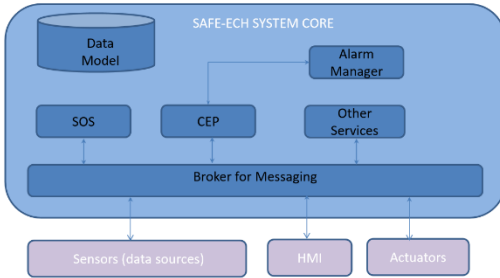 SAFE-ECH SYSTEM CORE
Data
Model
Alarm
Manager
SOS
CEP
Other
Services
Broker for Messaging
Sensors (data sources)
HMI
Actuators